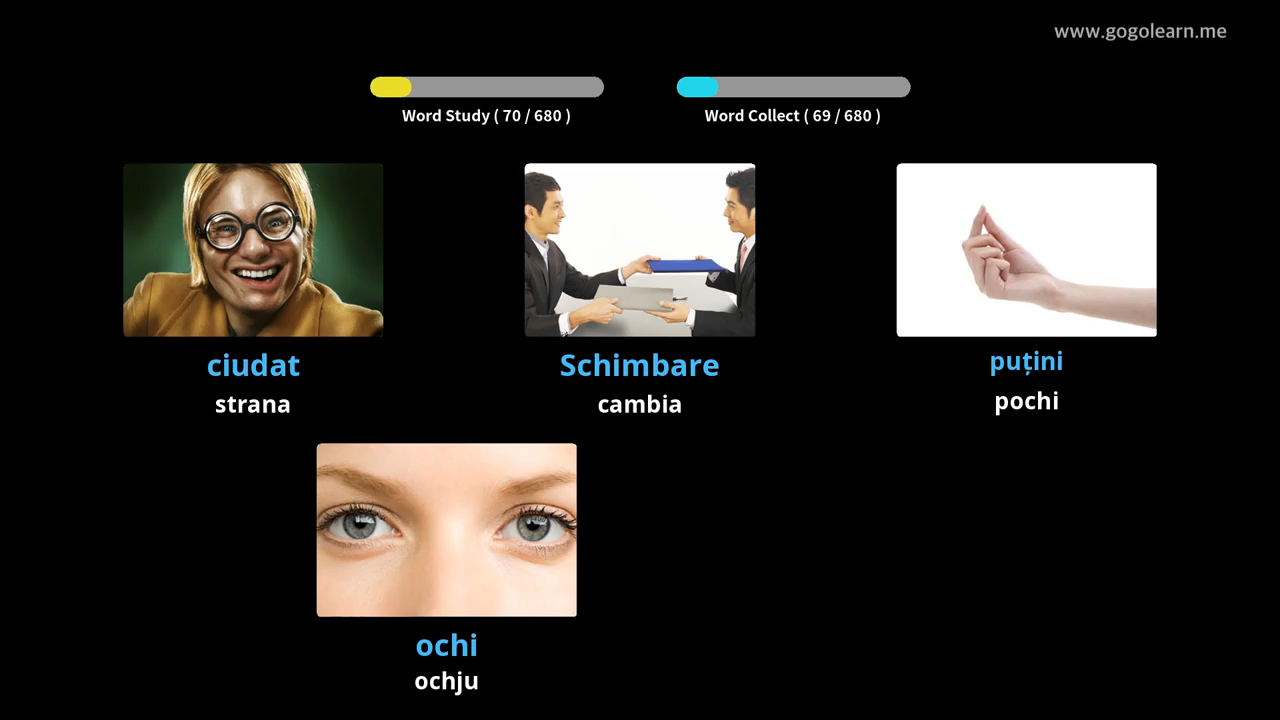 www.gogolearn.me
Word Study ( 70 / 680 )
Word Collect ( 69 / 680 )
ciudat
strana
Schimbare
cambia
puțini
pochi
ochi
ochju